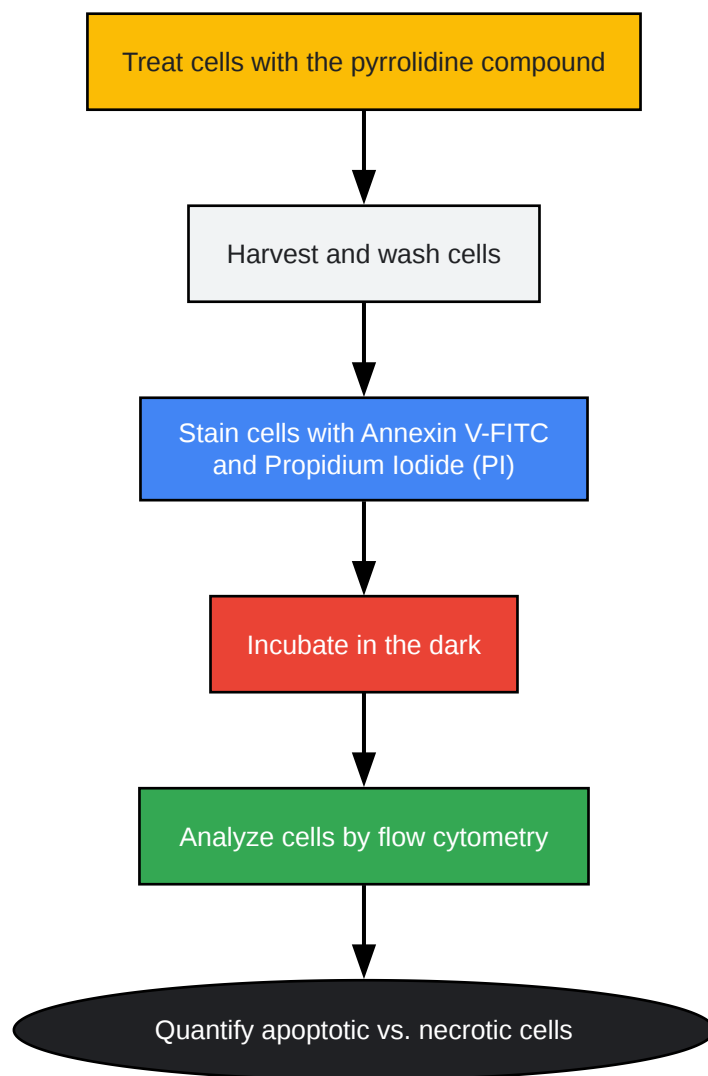 Treat cells with the pyrrolidine compound
Harvest and wash cells
Stain cells with Annexin V-FITC
and Propidium Iodide (PI)
Incubate in the dark
Analyze cells by flow cytometry
Quantify apoptotic vs. necrotic cells